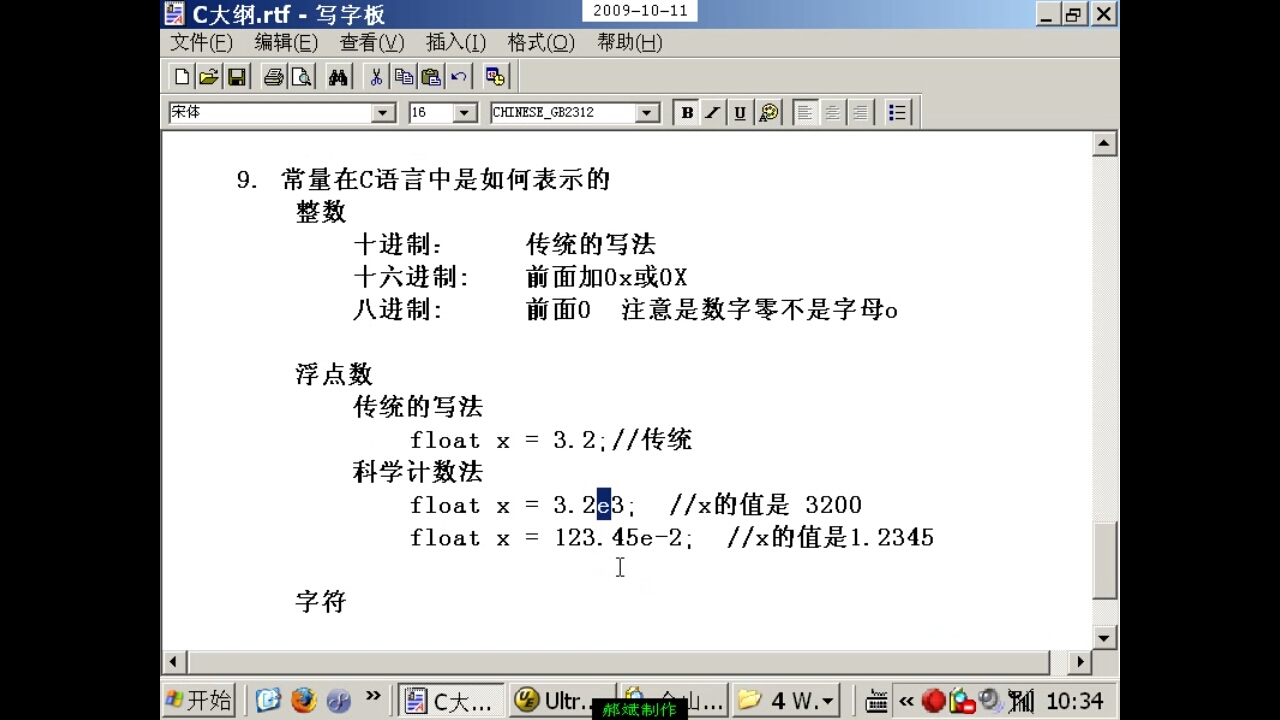 C大纲.rtf - 写字板
2009-10-11
文件(F) 编辑(E) 查看(V) 插入(I) 格式(O) 帮助(H)
宋体 16 CHINESE_GB2312 B / U
9. 常量在C语言中是如何表示的
整数
十进制: 传统的写法
十六进制: 前面加0x或0X
八进制: 前面0 注意是数字零不是字母o
浮点数
传统的写法
float x = 3.2;//传统
科学计数法
float x = 3.2e3; //x的值是 3200
float x = 123.45e-2; //x的值是1.2345
字符
开始 » C大... Ultr... 4 W. « 10:34
郝斌制作